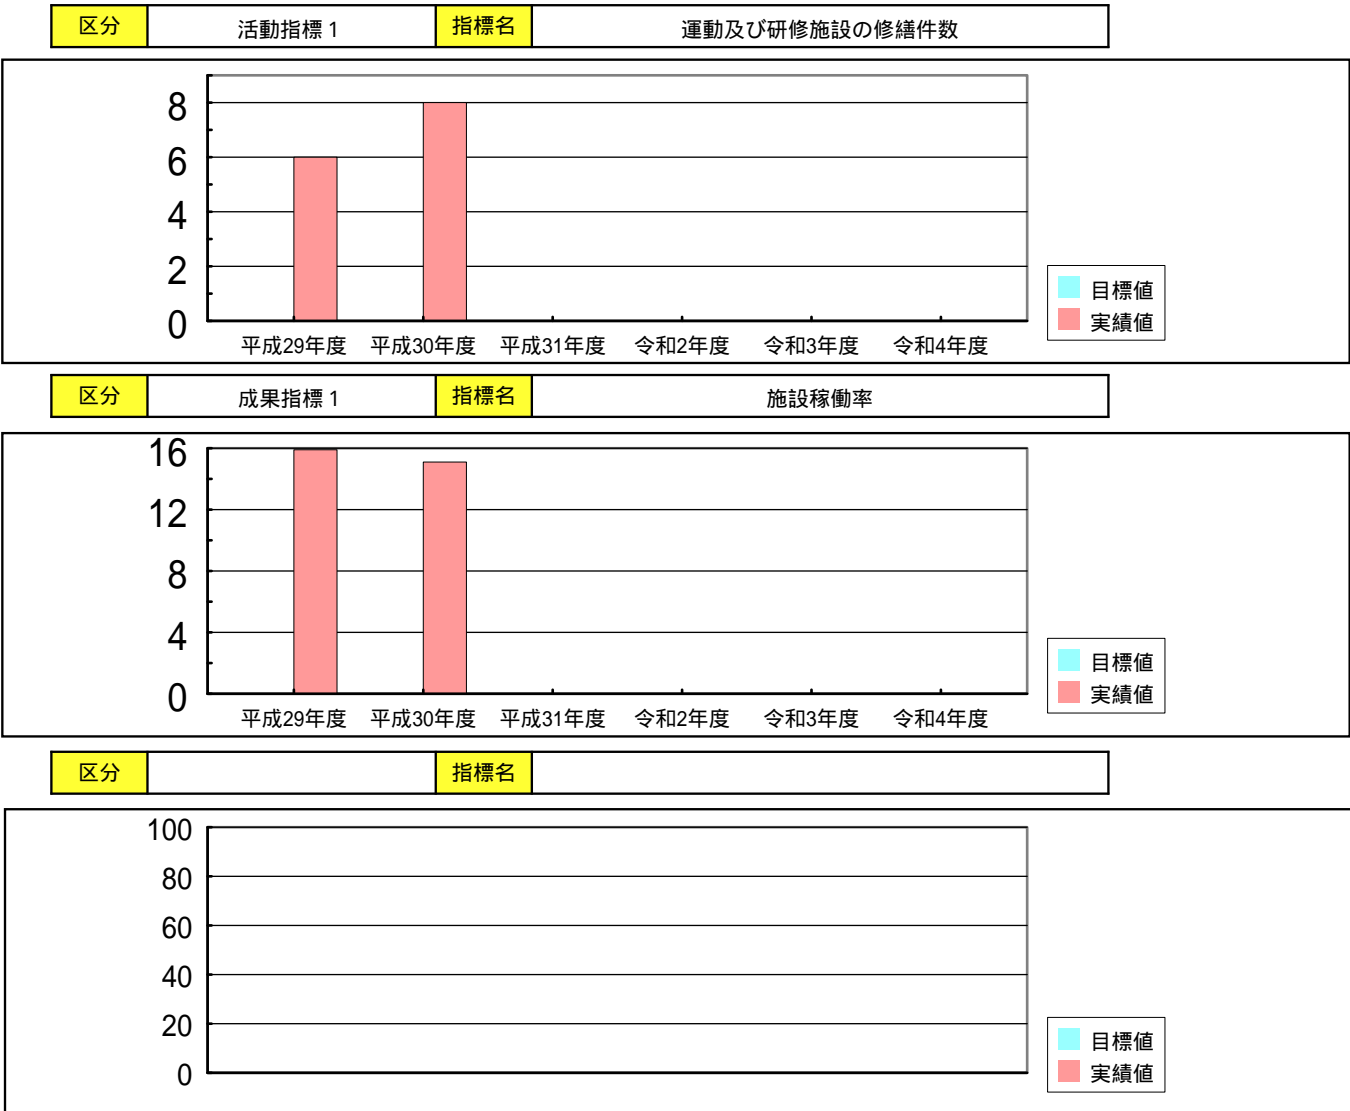 区分 活動指標1 指標名 運動及び研修施設の修繕件数
8
6
4
2
0
平成29年度 平成30年度 平成31年度 令和2年度 令和3年度 令和4年度
目標値
実績値
区分 成果指標1 指標名 施設稼働率
16
12
8
4
0
平成29年度 平成30年度 平成31年度 令和2年度 令和3年度 令和4年度
目標値
実績値
区分 指標名
100
80
60
40
20
0
目標値
実績値